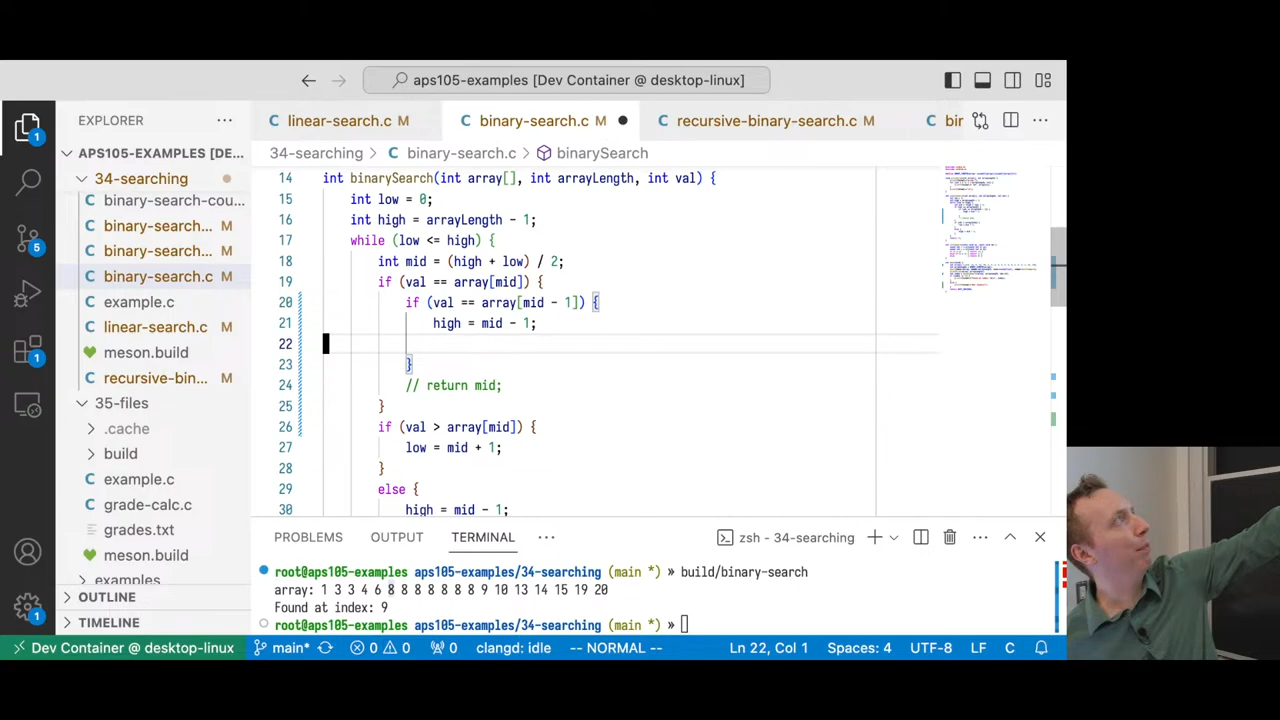 aps105-examples [Dev Container @ desktop-linux]
EXPLORER
linear-search.c M
binary-search.c M
recursive-binary-search.c M
bin
APS105-EXAMPLES [DE...
34-searching
binary-search-cou...
binary-search... M
binary-search... M
binary-search.c M
example.c
linear-search.c M
meson.build
recursive-bin... M
35-files
.cache
build
example.c
grade-calc.c
grades.txt
meson.build
examples
OUTLINE
TIMELINE
34-searching > binary-search.c > binarySearch
14 int binarySearch(int array[], int arrayLength, int val) {
15 int low = 0;
16 int high = arrayLength - 1;
17 while (low <= high) {
18 int mid = (high + low) / 2;
19 if (val == array[mid]) {
20 if (val == array[mid - 1]) {
21 high = mid - 1;
22
23 }
24 // return mid;
25 }
26 if (val > array[mid]) {
27 low = mid + 1;
28 }
29 else {
30 high = mid - 1;
PROBLEMS OUTPUT TERMINAL
zsh - 34-searching
root@aps105-examples aps105-examples/34-searching (main *) » build/binary-search
array: 1 3 3 4 6 8 8 8 8 8 8 8 9 10 13 14 15 19 20
Found at index: 9
root@aps105-examples aps105-examples/34-searching (main *) »
1
5
1
1
Dev Container @ desktop-linux main* 0 0 0 clangd: idle -- NORMAL -- Ln 22, Col 1 Spaces: 4 UTF-8 LF C